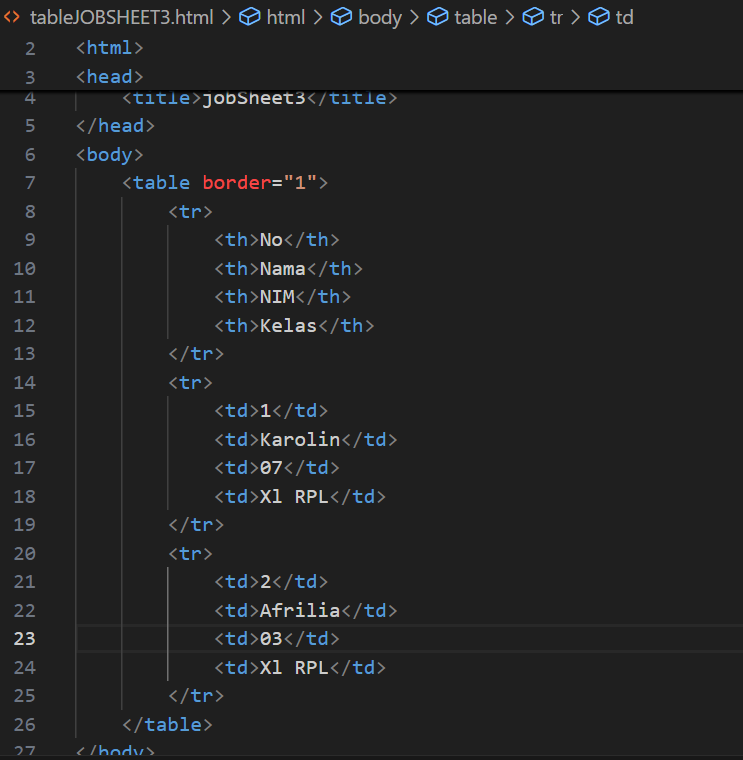 <> tableJOBSHEET3.html > html > body > table > tr > td
2 <html>
3 <head>
4 <title>jobSheet3</title>
5 </head>
6 <body>
7 <table border="1">
8 <tr>
9 <th>No</th>
10 <th>Nama</th>
11 <th>NIM</th>
12 <th>Kelas</th>
13 </tr>
14 <tr>
15 <td>1</td>
16 <td>Karolin</td>
17 <td>07</td>
18 <td>Xl RPL</td>
19 </tr>
20 <tr>
21 <td>2</td>
22 <td>Afrilia</td>
23 <td>03</td>
24 <td>Xl RPL</td>
25 </tr>
26 </table>
27 </body>